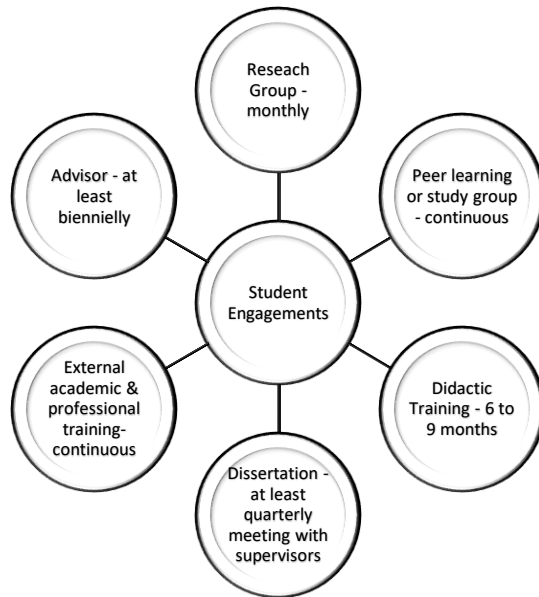 Reseach
Group -
monthly
Peer learning
or study group
- continuous
Didactic
Training - 6 to
9 months
Dissertation -
at least
quarterly
meeting with
supervisors
External
academic &
professional
training-
continuous
Advisor - at
least
biennielly
Student
Engagements